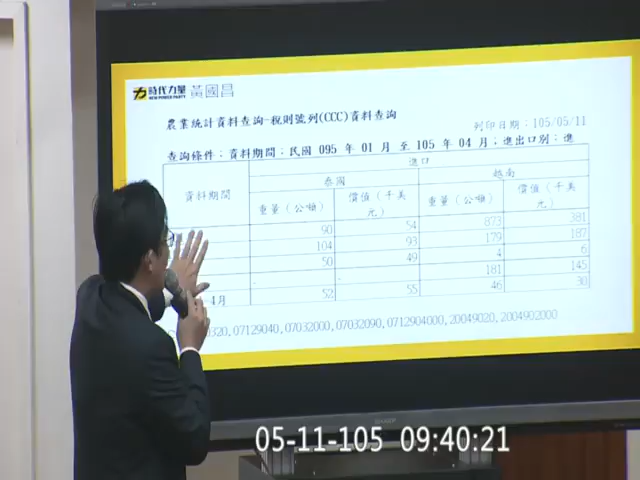 時代力量 黃國昌
NEW POWER PARTY
農業統計資料查詢-稅則號列(CCC)資料查詢
列印日期：105/05/11
查詢條件：資料期間：民國 095 年 01 月 至 105 年 04 月；進出口別：進
進口
資料期間 泰國 越南
重量（公噸） 價值（千美元） 重量（公噸） 價值（千美元）
90 54 873 381
104 93 179 187
50 49 4 6
- - 181 145
4月 52 55 46 30
320,07129040,07032000,07032090,0712904000,20049020,2004902000
SHARP
05-11-105 09:40:21